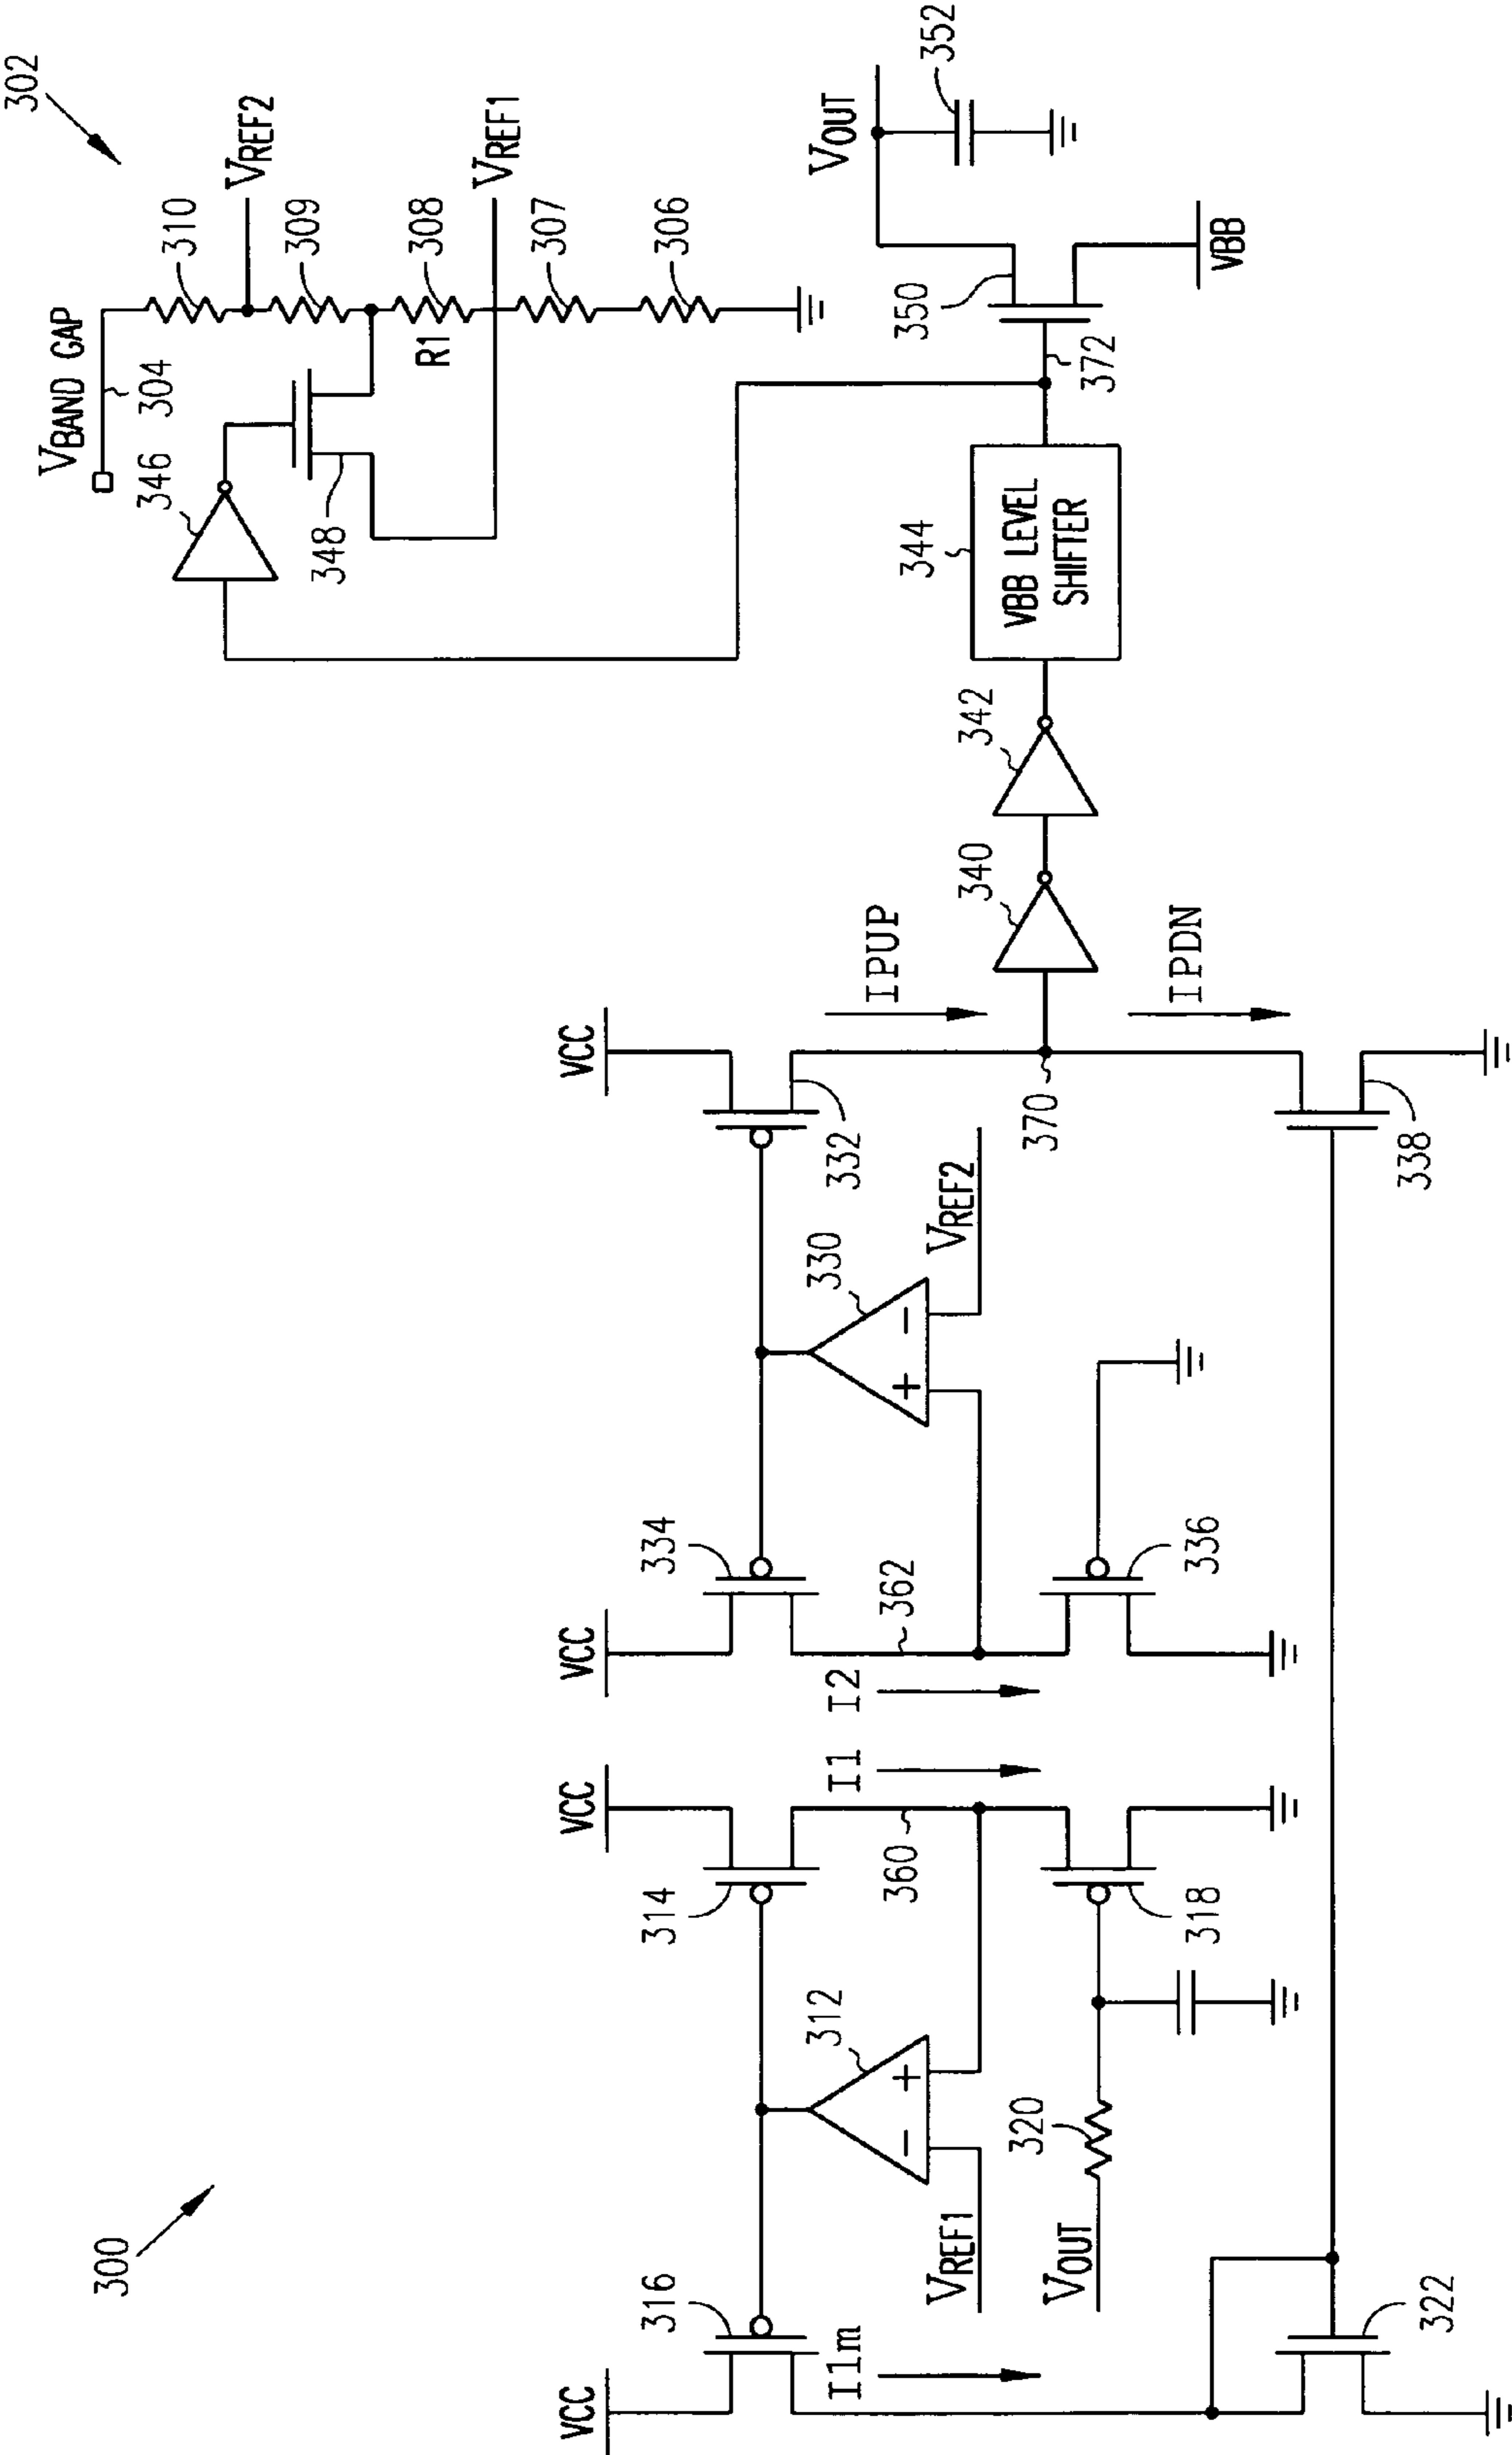 302
VBAND GAP
304
310
VREF2
309
308
R1
VREF1
307
306
346
348
VOUT
352
350
372
VBB
344
VBB LEVEL
SHIFTER
342
340
300
VCC
VCC
VCC
VCC
316
314
334
332
I1m
312
I1
I2
330
IPUP
360
362
VREF1
VREF2
370
VOUT
320
318
336
IPDN
322
338